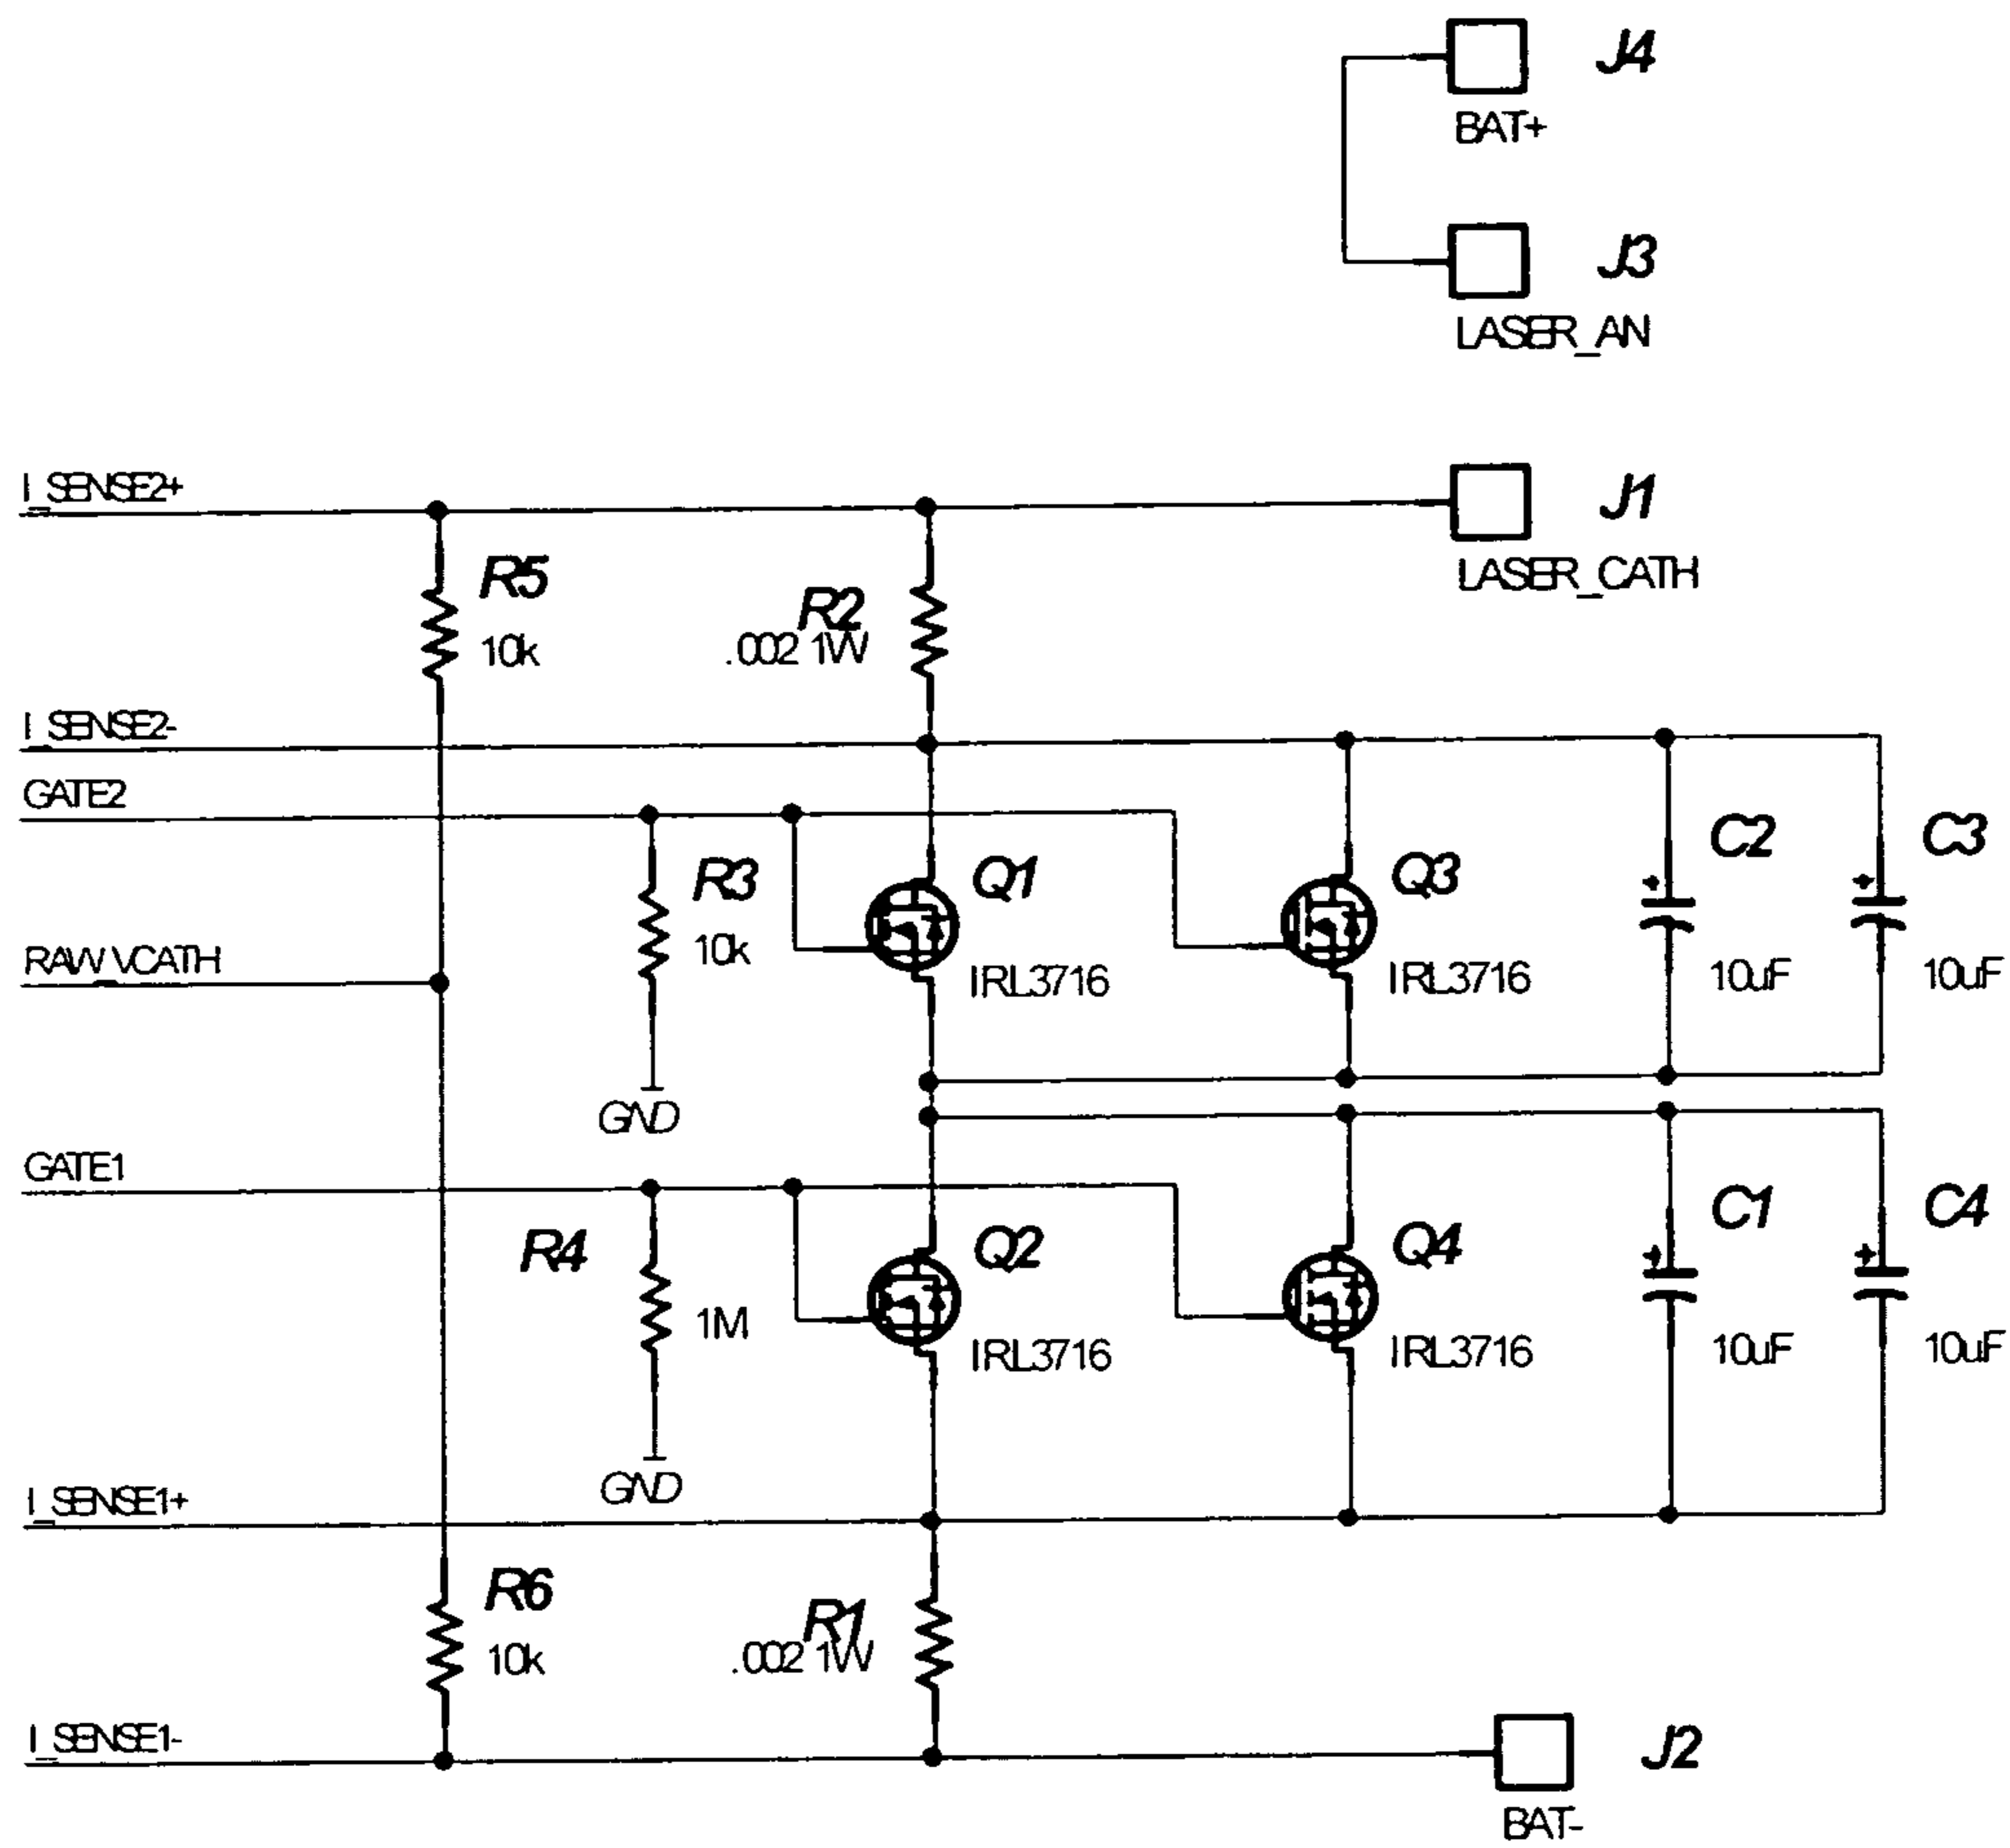 J4
BAT+
J3
LASER_AN
I_SENSE2+
J1
LASER_CATH
R5
10k
R2
.002 1W
I_SENSE2-
GATE2
R3
10k
Q1
IRL3716
Q3
IRL3716
C2
10uF
C3
10uF
RAW_VCATH
GND
GATE1
R4
1M
Q2
IRL3716
Q4
IRL3716
C1
10uF
C4
10uF
GND
I_SENSE1+
R6
10k
R1
.002 1W
I_SENSE1-
J2
BAT-